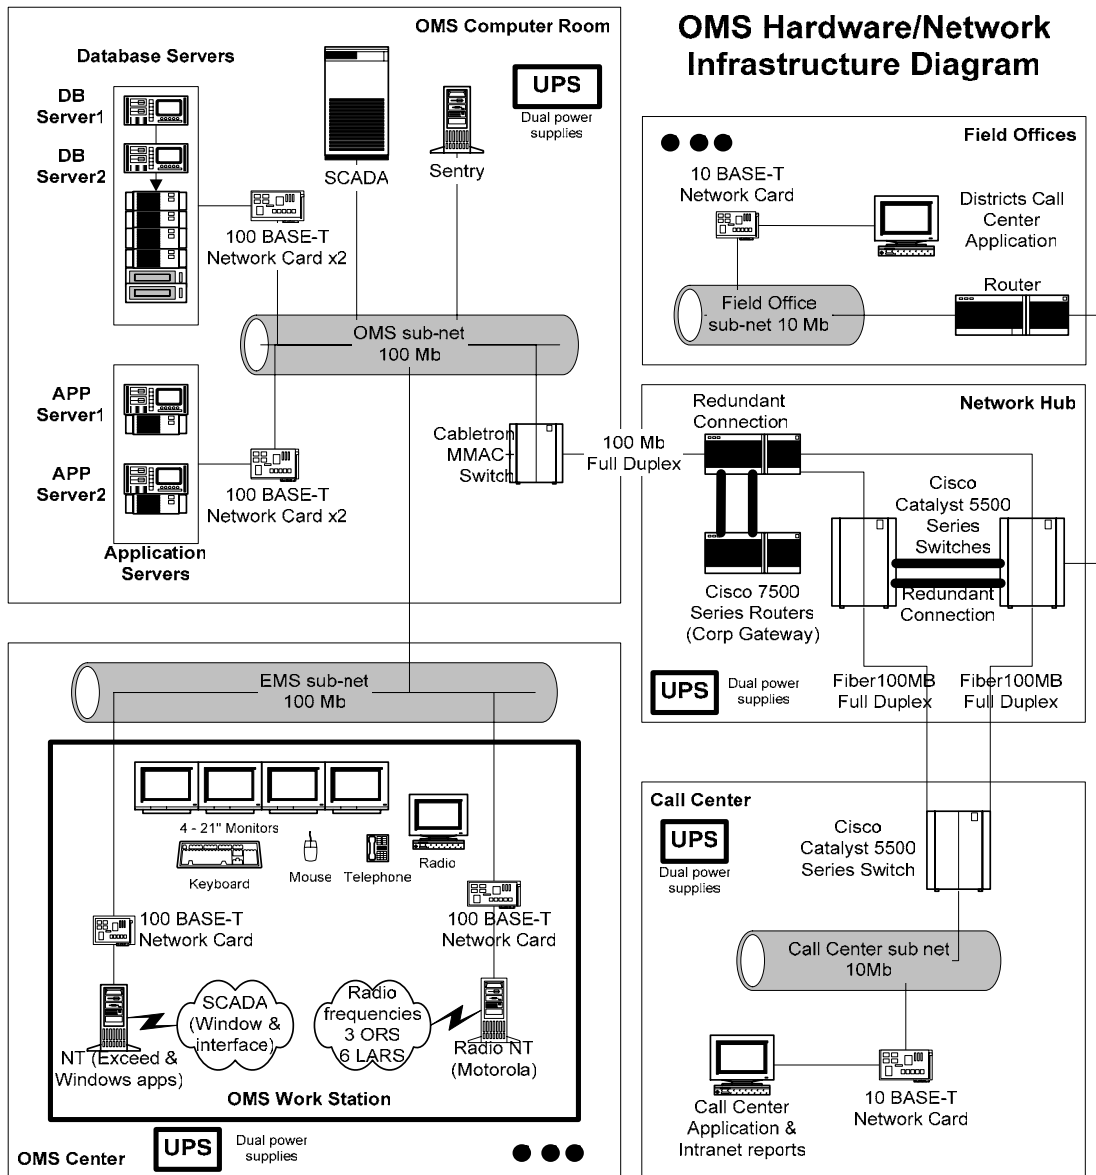 OMS Hardware/Network
Infrastructure Diagram
OMS Computer Room
Database Servers
DB
Server1
DB
Server2
SCADA
Sentry
UPS
Dual power
supplies
100 BASE-T
Network Card x2
OMS sub-net
100 Mb
APP
Server1
APP
Server2
100 BASE-T
Network Card x2
Application
Servers
Cabletron
MMAC
Switch
100 Mb
Full Duplex
Field Offices
10 BASE-T
Network Card
Districts Call
Center
Application
Router
Field Office
sub-net 10 Mb
Network Hub
Redundant
Connection
Cisco
Catalyst 5500
Series
Switches
Redundant
Connection
Cisco 7500
Series Routers
(Corp Gateway)
UPS
Dual power
supplies
Fiber100MB
Full Duplex
Fiber100MB
Full Duplex
EMS sub-net
100 Mb
4 - 21" Monitors
Keyboard
Mouse
Telephone
Radio
100 BASE-T
Network Card
100 BASE-T
Network Card
SCADA
(Window &
interface)
Radio
frequencies
3 ORS
6 LARS
NT (Exceed &
Windows apps)
Radio NT
(Motorola)
OMS Work Station
OMS Center
UPS
Dual power
supplies
Call Center
UPS
Dual power
supplies
Cisco
Catalyst 5500
Series Switch
Call Center sub net
10Mb
Call Center
Application &
Intranet reports
10 BASE-T
Network Card